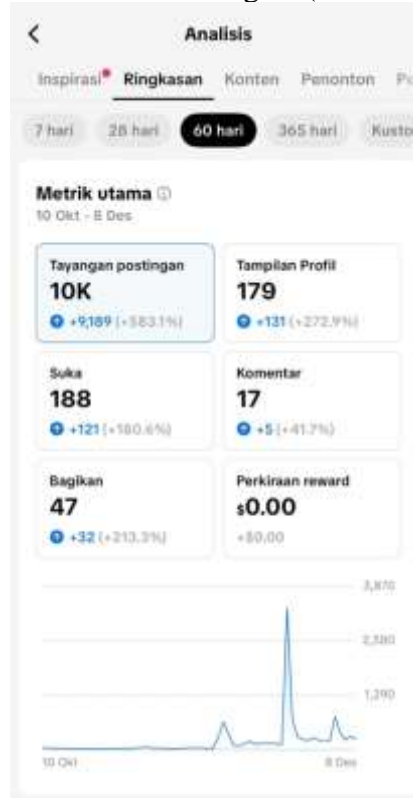 Analisis
Inspirasi Ringkasan Konten Penonton
7 hari 28 hari 60 hari 365 hari Kusto
Metrik utama
10 Okt - 8 Des
Tayangan postingan Tampilan Profil
10K 179
+9,189 (+583.1%) +131 (+272.9%)
Suka Komentar
188 17
+121 (+180.6%) +5 (+41.7%)
Bagikan Perkiraan reward
47 $0.00
+32 (+213.3%) +$0.00
3,870
2,580
1,290
10 Okt 8 Des